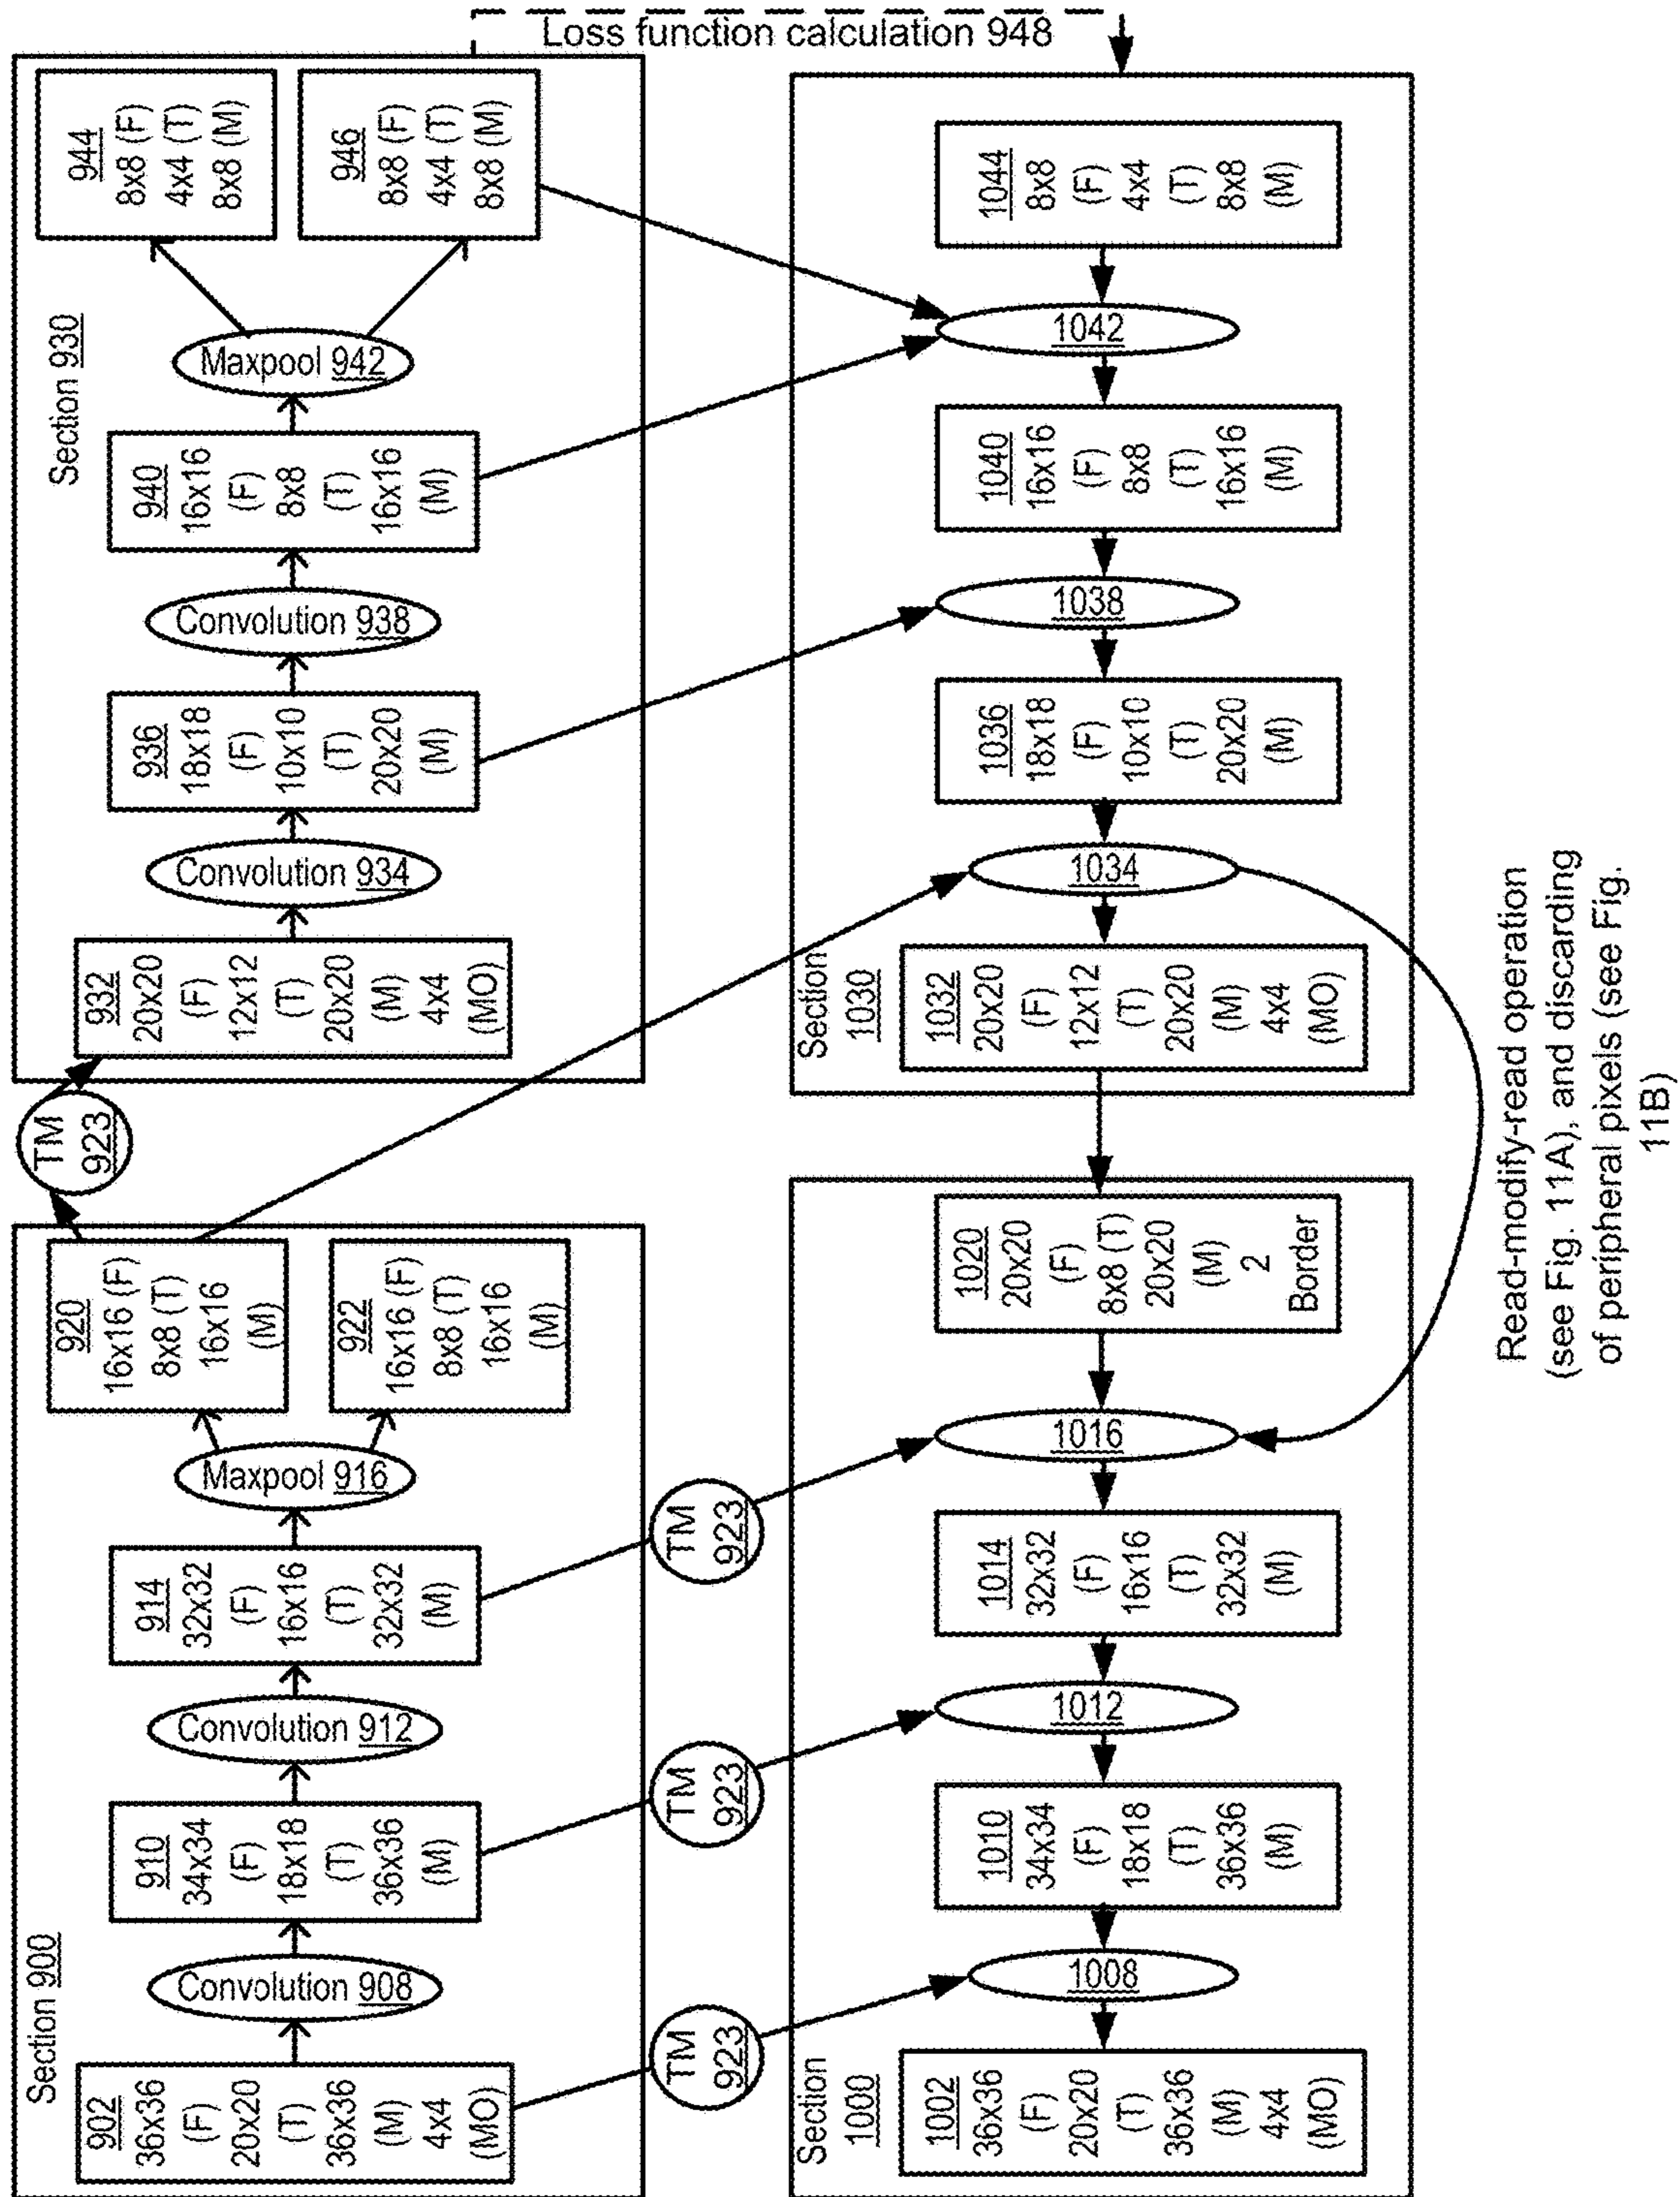 Section 900
902
36x36
(F)
20x20
(T)
36x36
(M)
4x4
(MO)
Convolution 908
910
34x34
(F)
18x18
(T)
36x36
(M)
Convolution 912
914
32x32
(F)
16x16
(T)
32x32
(M)
Maxpool 916
920
16x16 (F)
8x8 (T)
16x16
(M)
922
16x16 (F)
8x8 (T)
16x16
(M)
TM
923
Section 930
932
20x20
(F)
12x12
(T)
20x20
(M)
4x4
(MO)
Convolution 934
936
18x18
(F)
10x10
(T)
20x20
(M)
Convolution 938
940
16x16
(F)
8x8
(T)
16x16
(M)
Maxpool 942
944
8x8 (F)
4x4 (T)
8x8 (M)
946
8x8 (F)
4x4 (T)
8x8 (M)
Loss function calculation 948
TM
923
TM
923
TM
923
Section
1000
1002
36x36
(F)
20x20
(T)
36x36
(M)
4x4
(MO)
1008
1010
34x34
(F)
18x18
(T)
36x36
(M)
1012
1014
32x32
(F)
16x16
(T)
32x32
(M)
1016
1020
20x20
(F)
8x8 (T)
20x20
(M)
2
Border
Section
1030
1032
20x20
(F)
12x12
(T)
20x20
(M)
4x4
(MO)
1034
1036
18x18
(F)
10x10
(T)
20x20
(M)
1038
1040
16x16
(F)
8x8
(T)
16x16
(M)
1042
1044
8x8
(F)
4x4
(T)
8x8
(M)
Read-modify-read operation
(see Fig. 11A), and discarding
of peripheral pixels (see Fig.
11B)